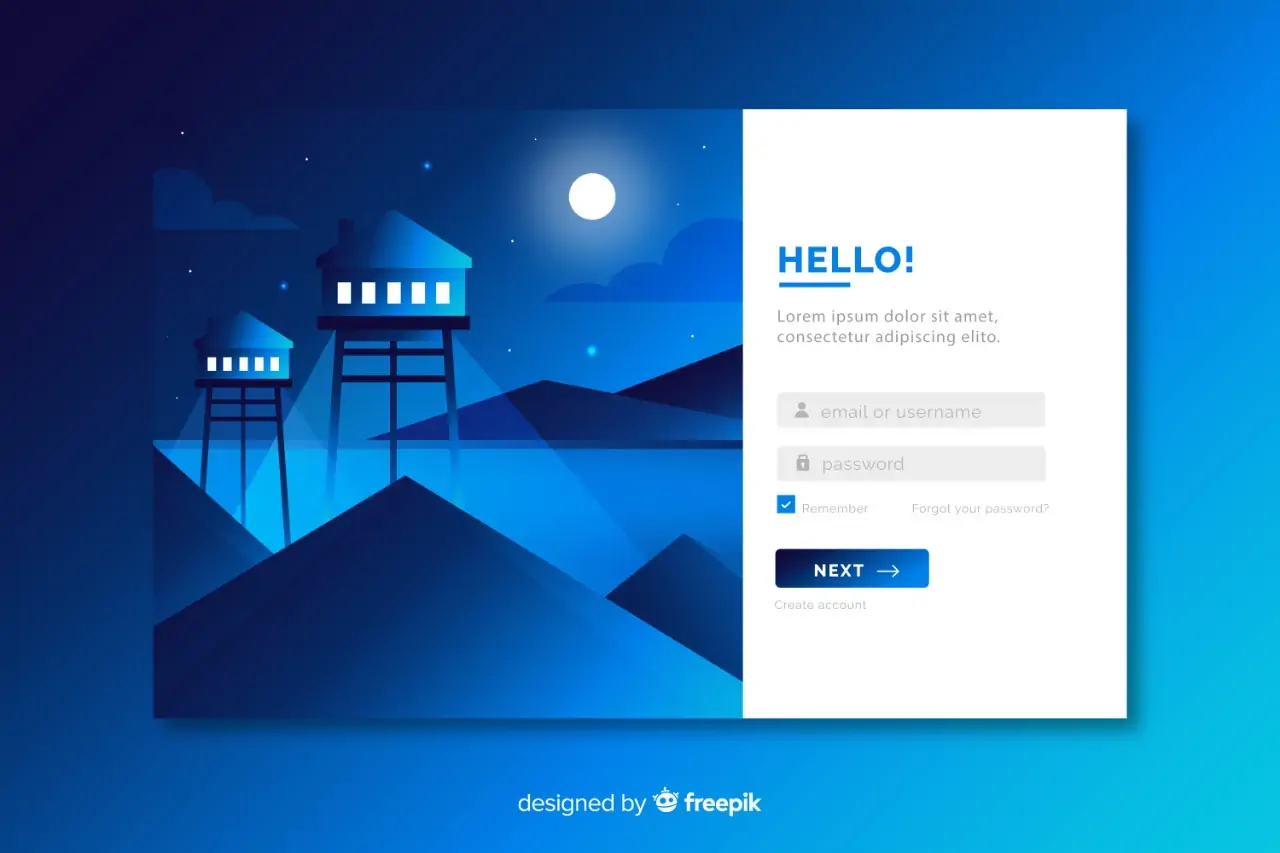 HELLO!
Lorem ipsum dolor sit amet,
consectetur adipiscing elito.
email or username
password
Remember
Forgot your password?
NEXT
Create account
designed by freepik